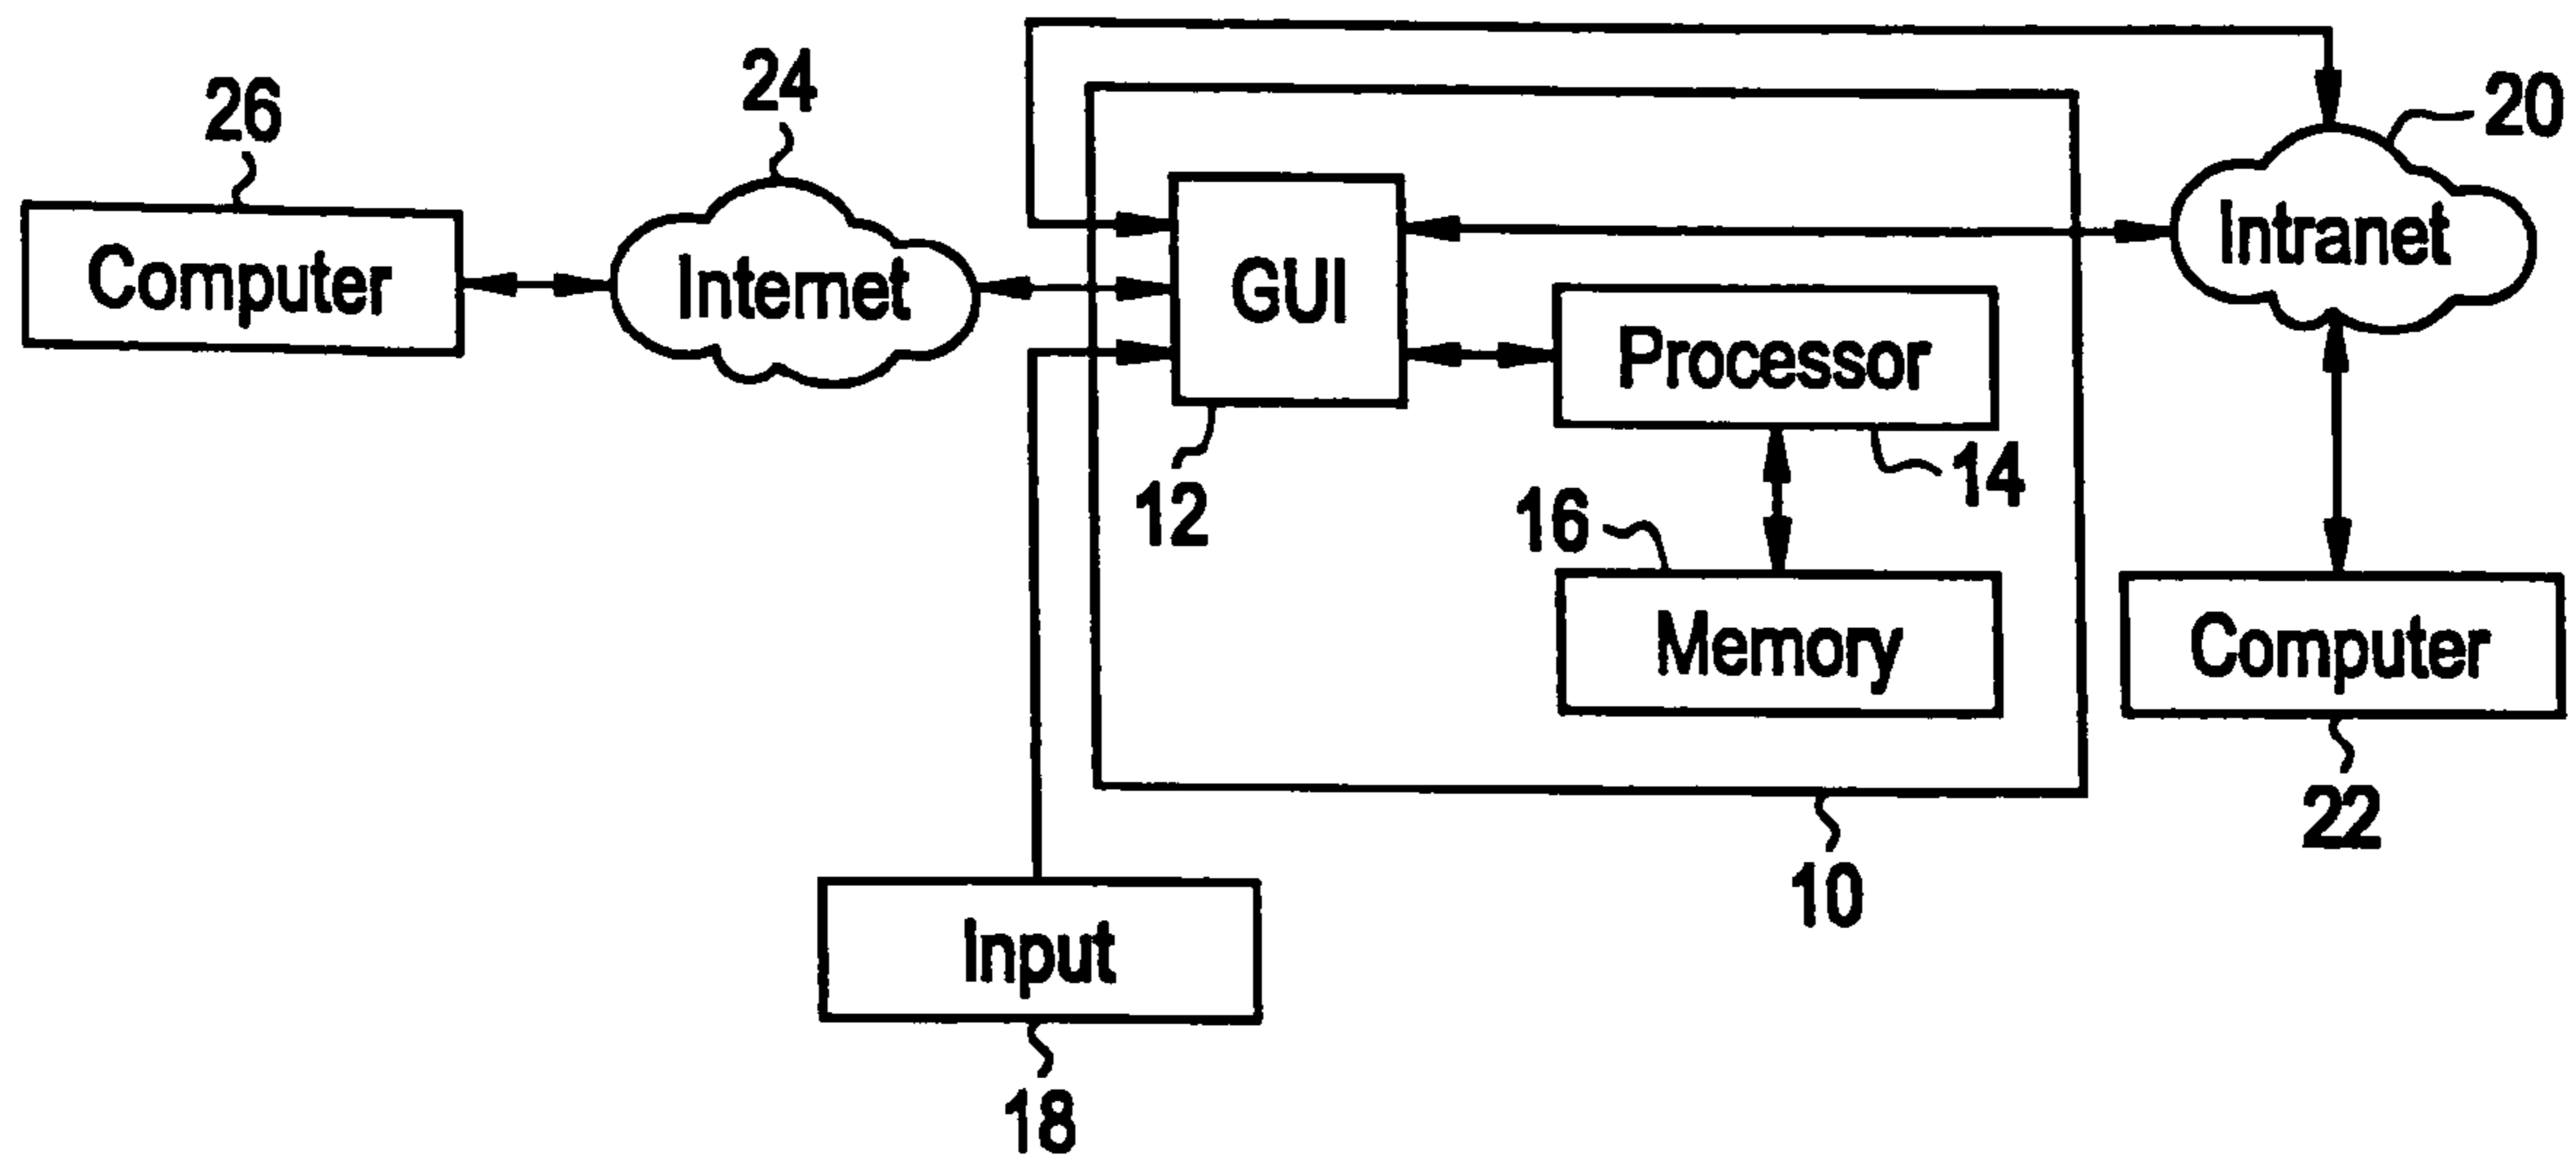 26
24
20
Computer
Internet
GUI
Intranet
Processor
12
14
16
Memory
Computer
22
10
Input
18